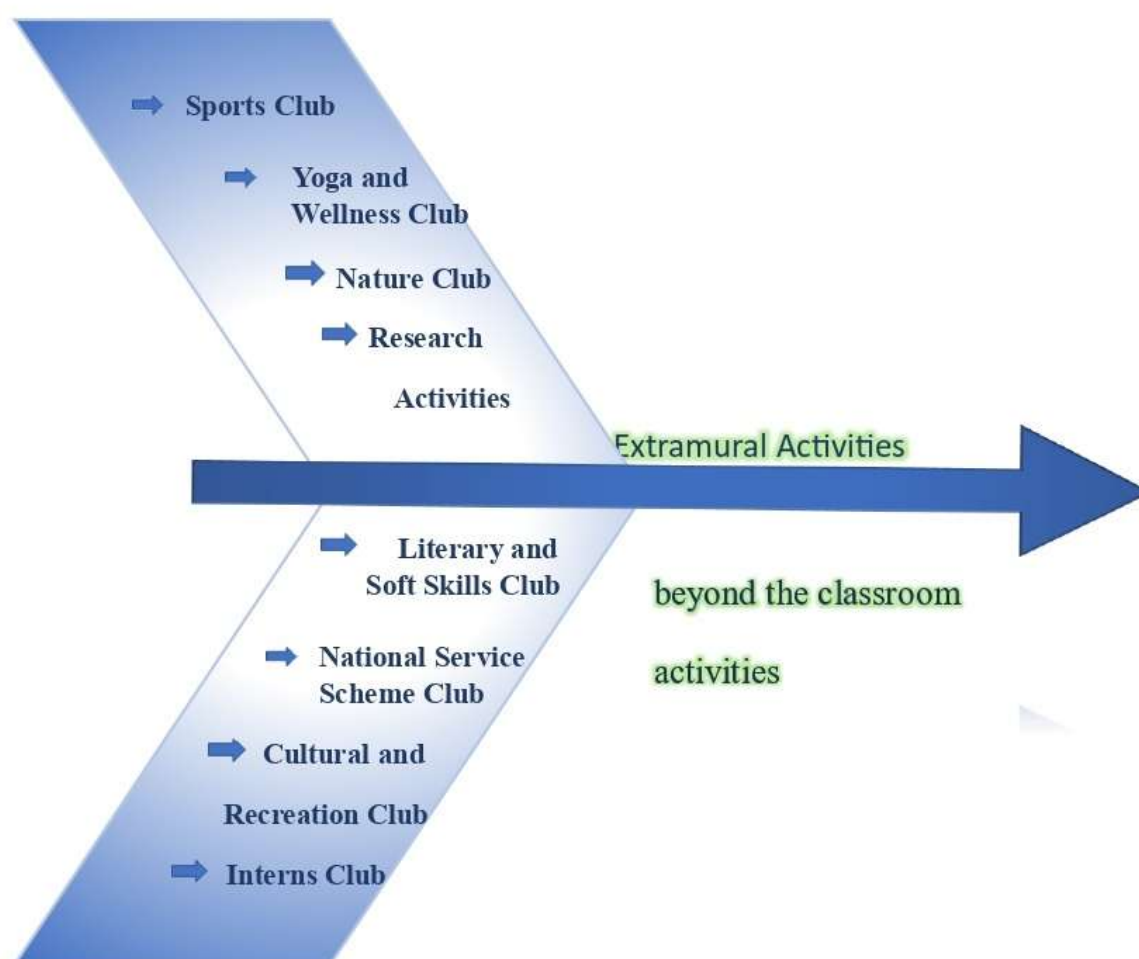 Sports Club
Yoga and
Wellness Club
Nature Club
Research
Activities
Extramural Activities
Literary and
Soft Skills Club
beyond the classroom
activities
National Service
Scheme Club
Cultural and
Recreation Club
Interns Club